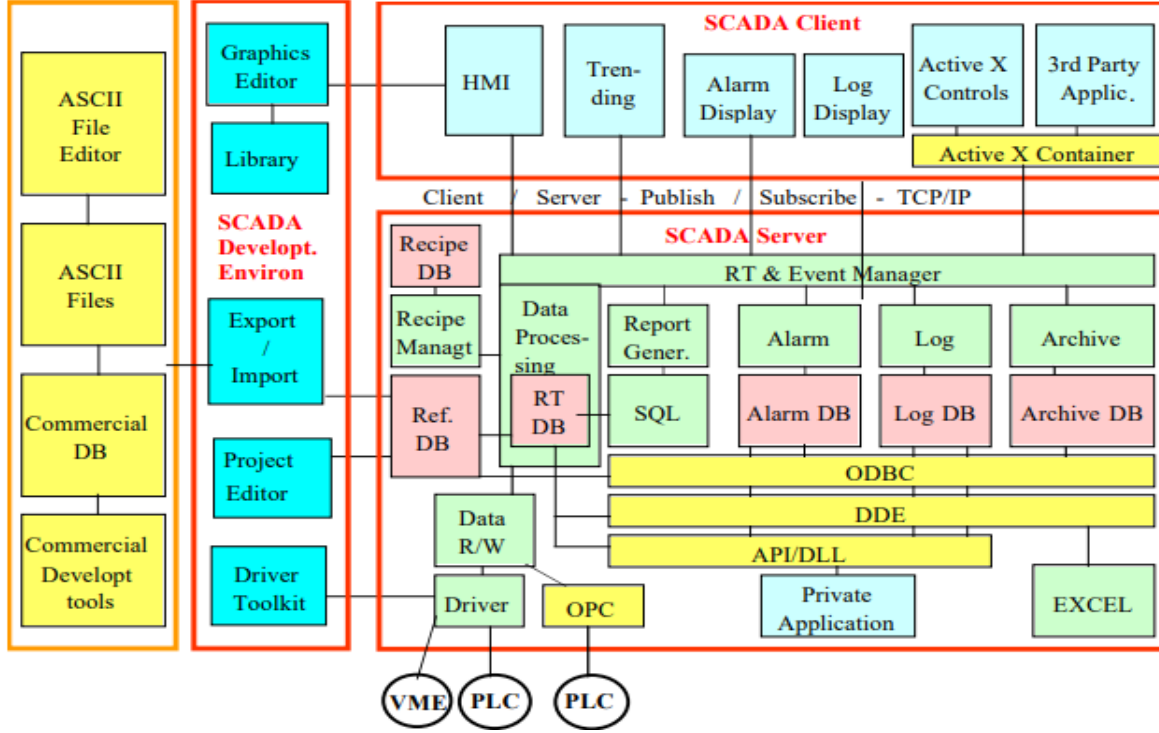 ASCII
File
Editor
ASCII
Files
Commercial
DB
Commercial
Developt
tools
Graphics
Editor
Library
SCADA
Developt.
Environ
Export
/
Import
Project
Editor
Driver
Toolkit
SCADA Client
HMI
Tren-
ding
Alarm
Display
Log
Display
Active X
Controls
3rd Party
Applic.
Active X Container
Client / Server - Publish / Subscribe - TCP/IP
SCADA Server
Recipe
DB
RT & Event Manager
Recipe
Managt
Data
Proces-
sing
Report
Gener.
Alarm
Log
Archive
Ref.
DB
RT
DB
SQL
Alarm DB
Log DB
Archive DB
ODBC
DDE
API/DLL
Data
R/W
Driver
OPC
Private
Application
EXCEL
VME
PLC
PLC